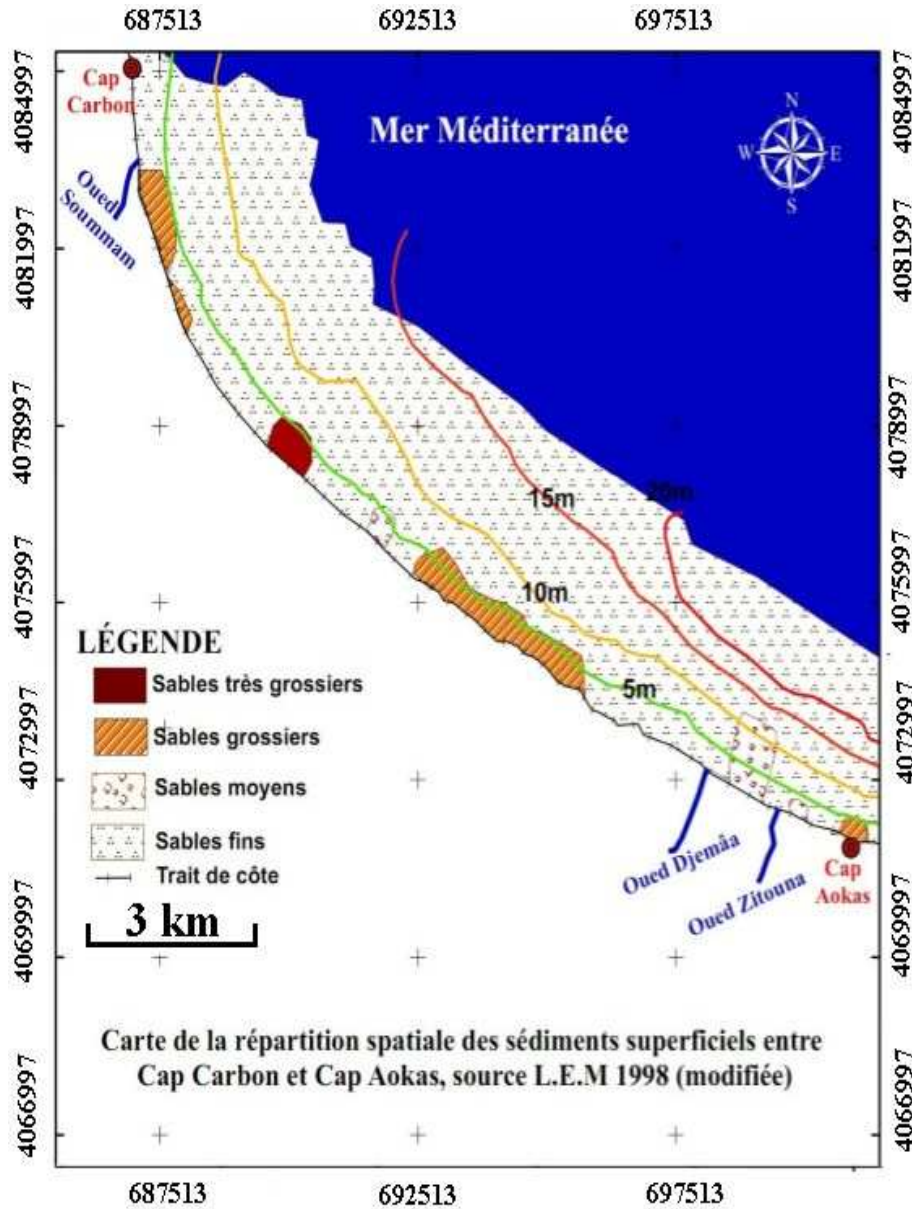 687513 692513 697513
4084997
4081997
4078997
4075997
4072997
4069997
4066997
Cap
Carbon
Oued
Soummam
Mer Méditerranée
N
W E
S
15m
20m
10m
5m
LÉGENDE
Sables très grossiers
Sables grossiers
Sables moyens
Sables fins
Trait de côte
3 km
Oued Djemâa
Oued Zitouna
Cap
Aokas
Carte de la répartition spatiale des sédiments superficiels entre
Cap Carbon et Cap Aokas, source L.E.M 1998 (modifiée)
4084997
4081997
4078997
4075997
4072997
4069997
4066997
687513 692513 697513